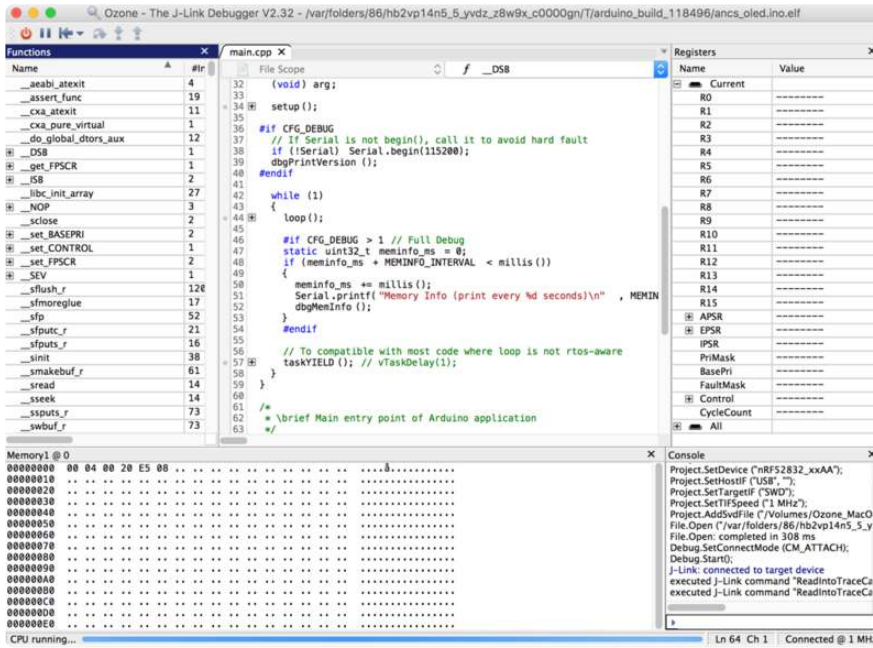 Ozone - The J-Link Debugger V2.32 - /var/folders/86/hb2vp14n5_5_yvdz_z8w9x_c0000gn/T/arduino_build_118496/ancs_oled.ino.elf
Functions
Name #Ir
__aeabi_atexit 4
__assert_func 19
__cxa_atexit 11
__cxa_pure_virtual 1
__do_global_dtors_aux 12
__DSB 1
__get_FPSCR 1
__ISB 2
__libc_init_array 27
__NOP 3
__sclose 2
__set_BASEPRI 2
__set_CONTROL 1
__set_FPSCR 2
__SEV 1
__sflush_r 120
__sfmoreglue 17
__sfp 52
__sfputc_r 21
__sfputs_r 16
__sinit 38
__smakebuf_r 61
__sread 14
__sseek 14
__ssputs_r 73
__swbuf_r 73
main.cpp
File Scope f __DSB
32 (void) arg;
33
34 setup();
35
36 #if CFG_DEBUG
37 // If Serial is not begin(), call it to avoid hard fault
38 if (!Serial) Serial.begin(115200);
39 dbgPrintVersion ();
40 #endif
41
42 while (1)
43 {
44 loop();
45
46 #if CFG_DEBUG > 1 // Full Debug
47 static uint32_t meminfo_ms = 0;
48 if (meminfo_ms + MEMINFO_INTERVAL < millis())
49 {
50 meminfo_ms += millis();
51 Serial.printf("Memory Info (print every %d seconds)\n" , MEMIN
52 dbgMemInfo ();
53 }
54 #endif
55
56 // To compatible with most code where loop is not rtos-aware
57 taskYIELD (); // vTaskDelay(1);
58 }
59 }
60
61 /*
62 * \brief Main entry point of Arduino application
63 */
Registers
Name Value
Current
R0 --------
R1 --------
R2 --------
R3 --------
R4 --------
R5 --------
R6 --------
R7 --------
R8 --------
R9 --------
R10 --------
R11 --------
R12 --------
R13 --------
R14 --------
R15 --------
APSR --------
EPSR --------
IPSR --------
PriMask --------
BasePri --------
FaultMask --------
Control --------
CycleCount --------
All
Memory1 @ 0
00000000 00 04 00 20 E5 08 .. .. .. .. .. .. .. .. .. .. .....å..........
00000010 .. .. .. .. .. .. .. .. .. .. .. .. .. .. .. .. ................
00000020 .. .. .. .. .. .. .. .. .. .. .. .. .. .. .. .. ................
00000030 .. .. .. .. .. .. .. .. .. .. .. .. .. .. .. .. ................
00000040 .. .. .. .. .. .. .. .. .. .. .. .. .. .. .. .. ................
00000050 .. .. .. .. .. .. .. .. .. .. .. .. .. .. .. .. ................
00000060 .. .. .. .. .. .. .. .. .. .. .. .. .. .. .. .. ................
00000070 .. .. .. .. .. .. .. .. .. .. .. .. .. .. .. .. ................
00000080 .. .. .. .. .. .. .. .. .. .. .. .. .. .. .. .. ................
00000090 .. .. .. .. .. .. .. .. .. .. .. .. .. .. .. .. ................
000000A0 .. .. .. .. .. .. .. .. .. .. .. .. .. .. .. .. ................
000000B0 .. .. .. .. .. .. .. .. .. .. .. .. .. .. .. .. ................
000000C0 .. .. .. .. .. .. .. .. .. .. .. .. .. .. .. .. ................
000000D0 .. .. .. .. .. .. .. .. .. .. .. .. .. .. .. .. ................
000000E0 .. .. .. .. .. .. .. .. .. .. .. .. .. .. .. .. ................
Console
Project.SetDevice ("nRF52832_xxAA");
Project.SetHostIF ("USB", "");
Project.SetTargetIF ("SWD");
Project.SetTIFSpeed ("1 MHz");
Project.AddSvdFile ("/Volumes/Ozone_MacO
File.Open ("/var/folders/86/hb2vp14n5_5_y
File.Open: completed in 308 ms
Debug.SetConnectMode (CM_ATTACH);
Debug.Start();
J-Link: connected to target device
executed J-Link command "ReadIntoTraceCa
executed J-Link command "ReadIntoTraceCa
CPU running... Ln 64 Ch 1 Connected @ 1 MH